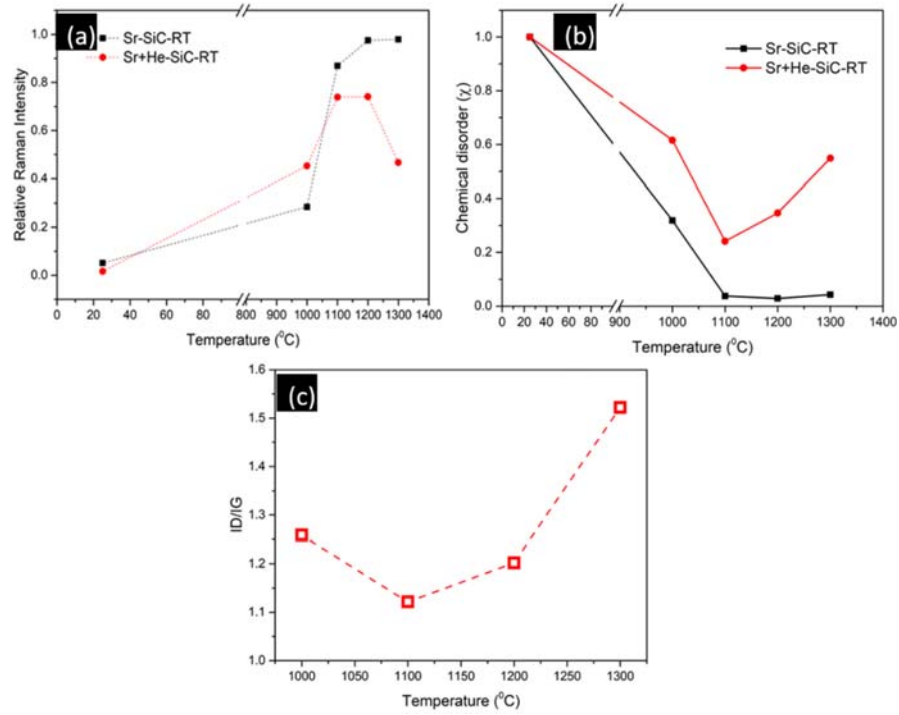 (a)
Sr-SiC-RT
Sr+He-SiC-RT
Relative Raman Intensity
1.0
0.8
0.6
0.4
0.2
0.0
0 20 40 60 80 800 900 1000 1100 1200 1300 1400
Temperature (⁰C)
(b)
Sr-SiC-RT
Sr+He-SiC-RT
Chemical disorder (χ)
1.0
0.8
0.6
0.4
0.2
0.0
0 20 40 60 80 900 1000 1100 1200 1300 1400
Temperature (⁰C)
(c)
ID/IG
1.6
1.5
1.4
1.3
1.2
1.1
1.0
1000 1050 1100 1150 1200 1250 1300
Temperature (⁰C)